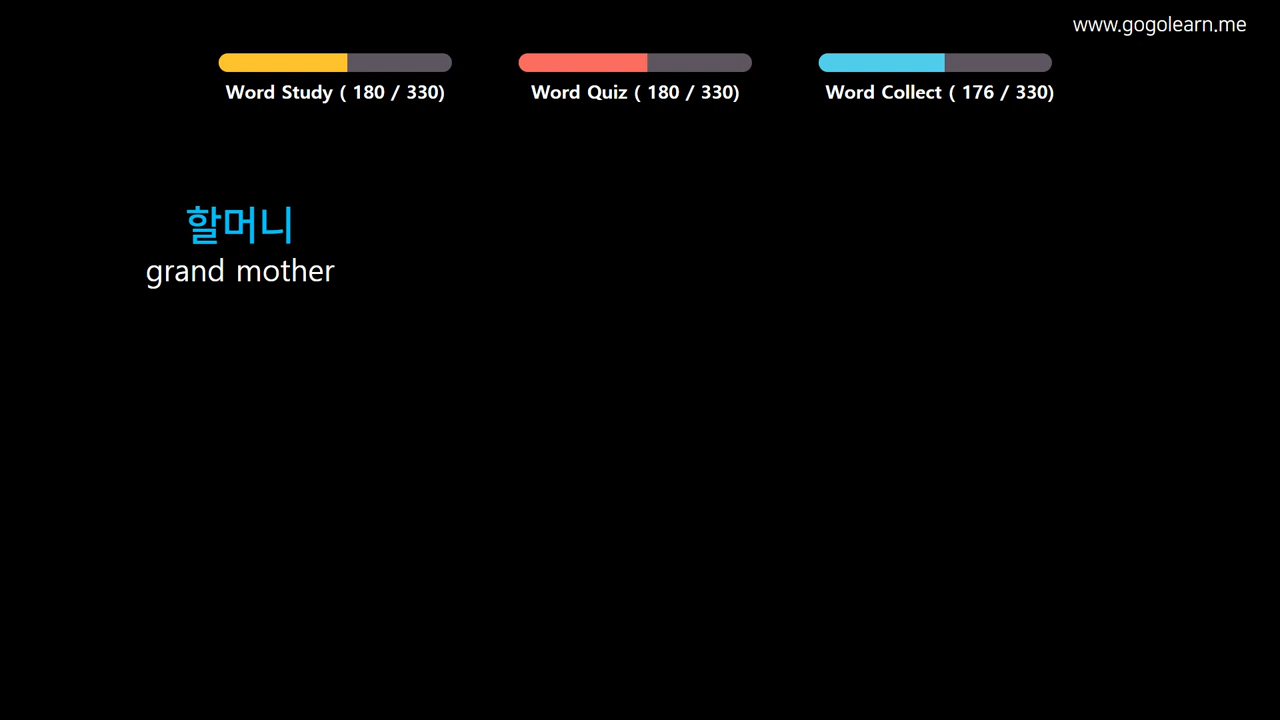 www.gogolearn.me
Word Study ( 180 / 330)
Word Quiz ( 180 / 330)
Word Collect ( 176 / 330)
할머니
grand mother